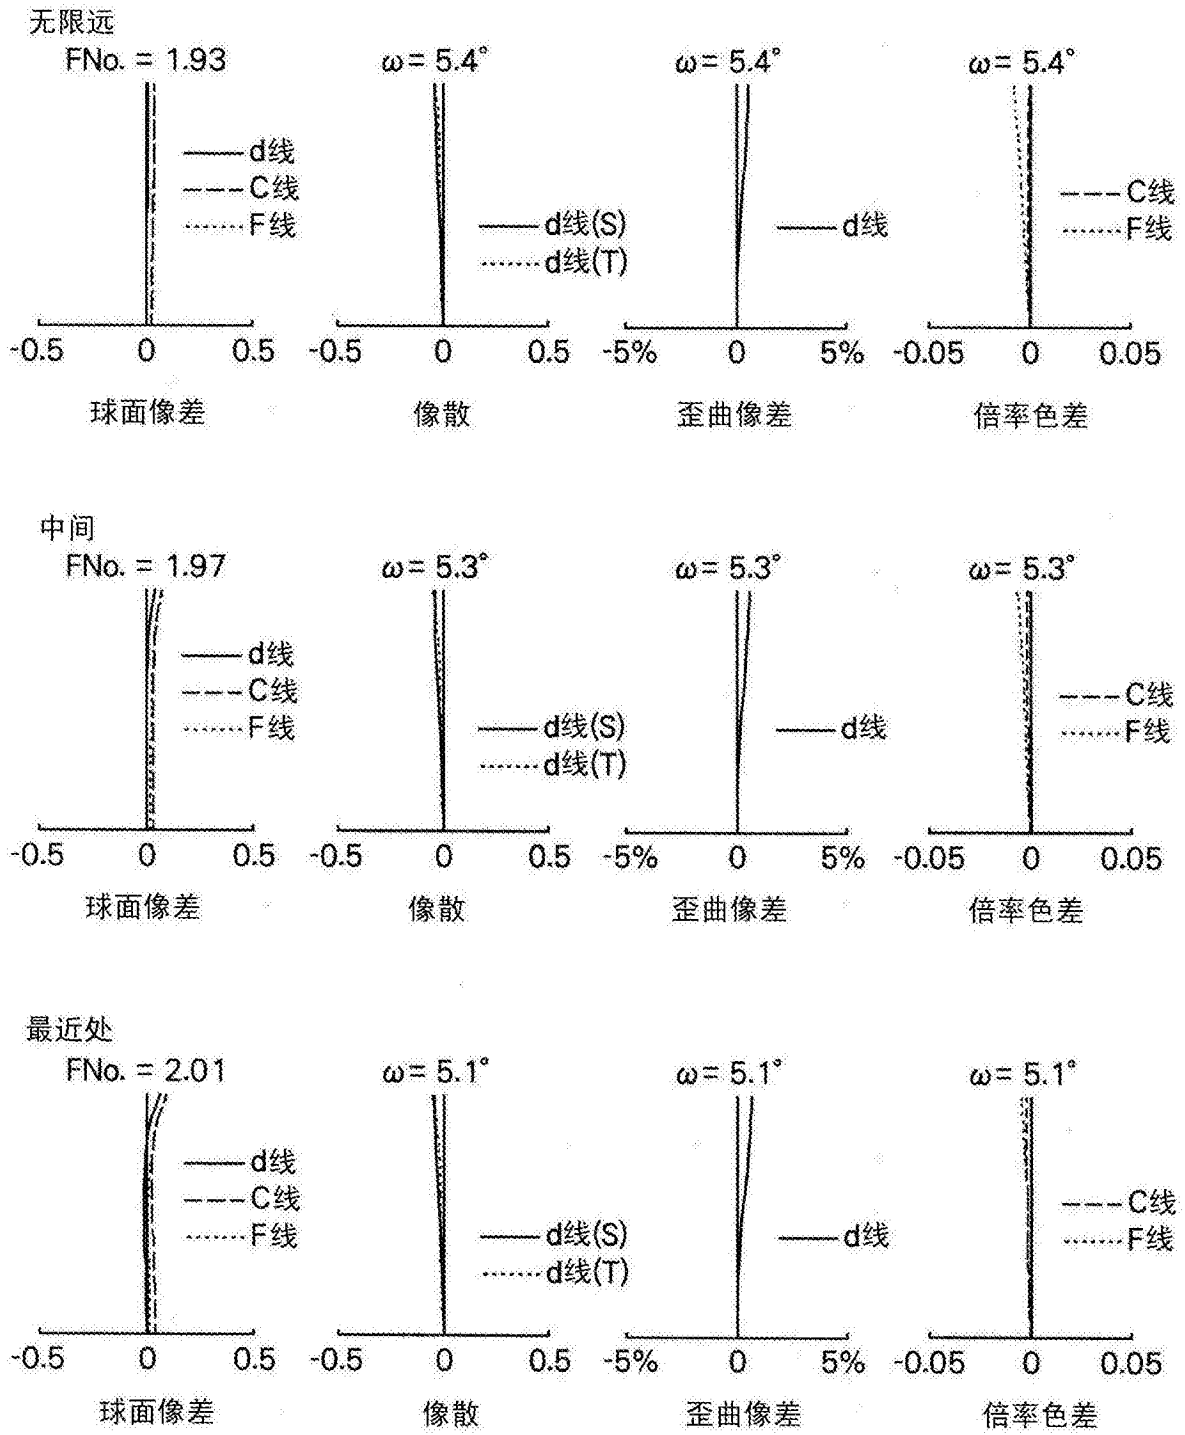 无限远
FNo. = 1.93
ω= 5.4°
ω= 5.4°
ω= 5.4°
d线
C线
F线
d线(S)
d线(T)
d线
C线
F线
-0.5 0 0.5
-0.5 0 0.5
-5% 0 5%
-0.05 0 0.05
球面像差
像散
歪曲像差
倍率色差
中间
FNo. = 1.97
ω= 5.3°
ω= 5.3°
ω= 5.3°
d线
C线
F线
d线(S)
d线(T)
d线
C线
F线
-0.5 0 0.5
-0.5 0 0.5
-5% 0 5%
-0.05 0 0.05
球面像差
像散
歪曲像差
倍率色差
最近处
FNo. = 2.01
ω= 5.1°
ω= 5.1°
ω= 5.1°
d线
C线
F线
d线(S)
d线(T)
d线
C线
F线
-0.5 0 0.5
-0.5 0 0.5
-5% 0 5%
-0.05 0 0.05
球面像差
像散
歪曲像差
倍率色差